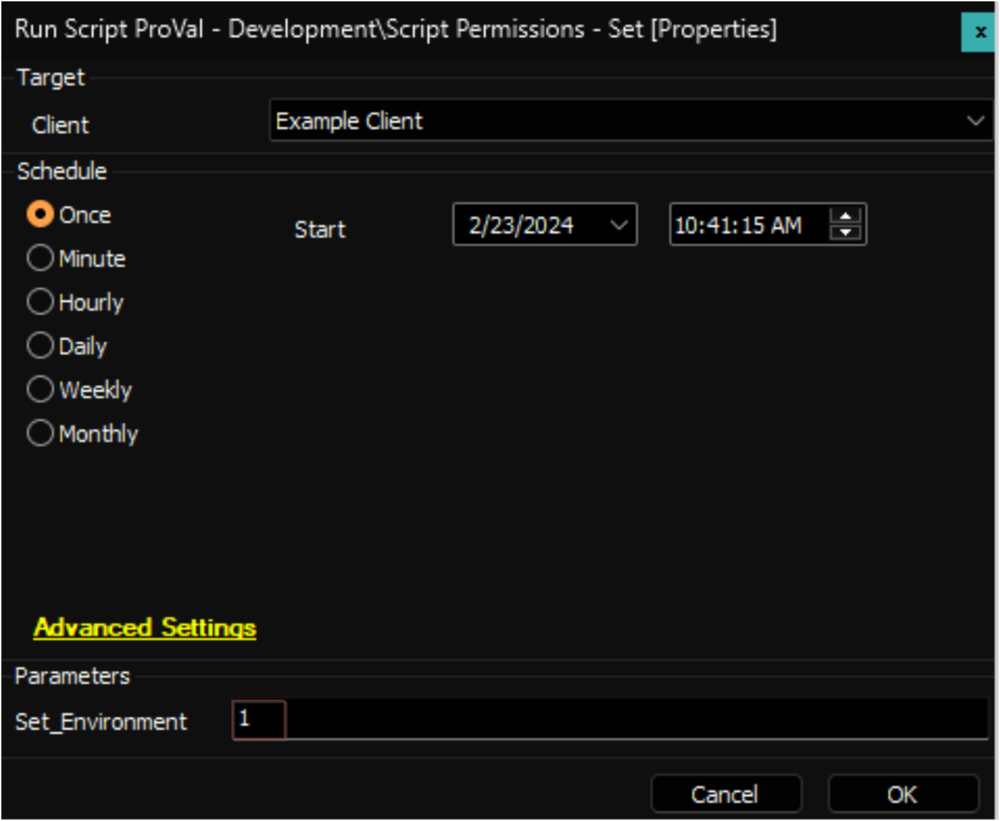 Run Script ProVal - Development\Script Permissions - Set [Properties]
x
Target
Client
Example Client
Schedule
Once
Start
2/23/2024
10:41:15 AM
Minute
Hourly
Daily
Weekly
Monthly
Advanced Settings
Parameters
Set_Environment
1
Cancel
OK